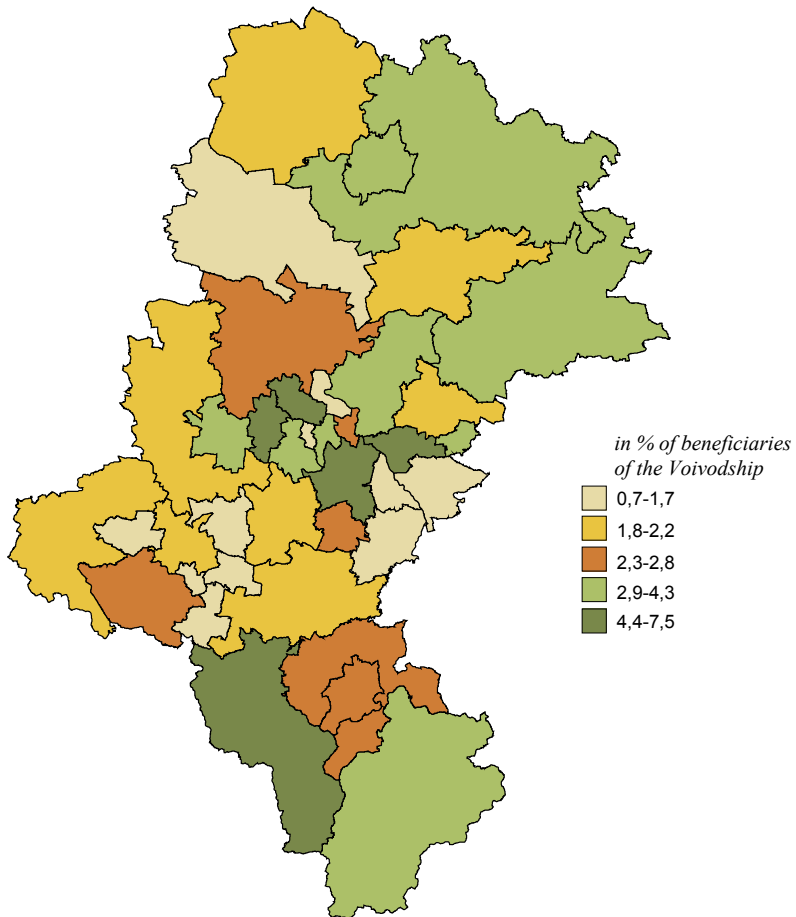 in % of beneficiaries
of the Voivodship
0,7-1,7
1,8-2,2
2,3-2,8
2,9-4,3
4,4-7,5